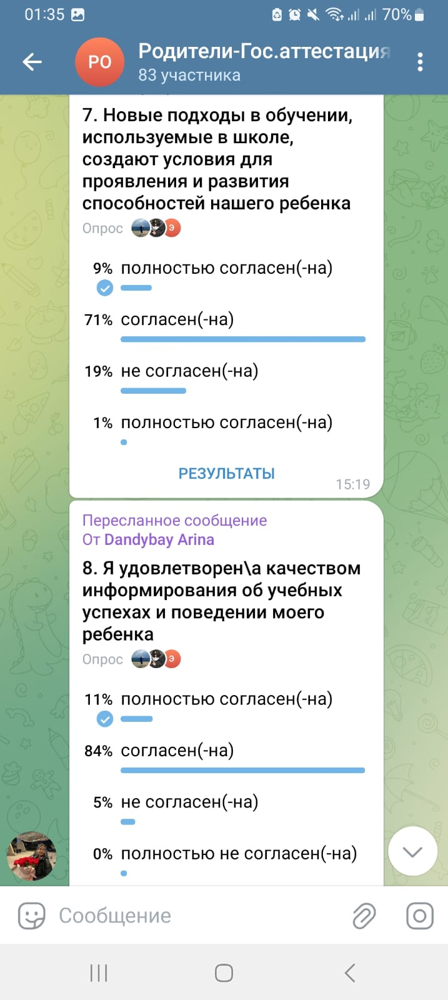 01:35
70%
РО
Родители-Гос.аттестация
83 участника
7. Новые подходы в обучении,
используемые в школе,
создают условия для
проявления и развития
способностей нашего ребенка
Опрос
Э
9% полностью согласен(-на)
71% согласен(-на)
19% не согласен(-на)
1% полностью согласен(-на)
РЕЗУЛЬТАТЫ
15:19
Пересланное сообщение
От Dandybay Arina
8. Я удовлетворен\а качеством
информирования об учебных
успехах и поведении моего
ребенка
Опрос
Э
11% полностью согласен(-на)
84% согласен(-на)
5% не согласен(-на)
0% полностью не согласен(-на)
Сообщение